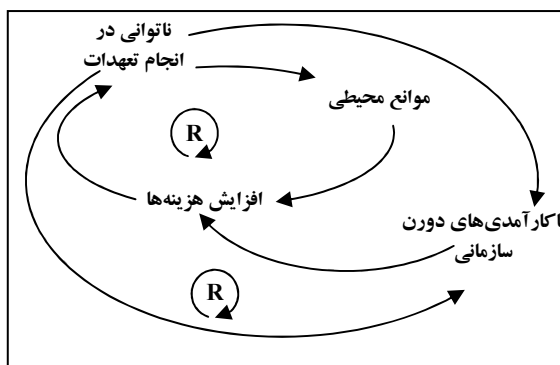 ناتوانی در
انجام تعهدات
موانع محیطی
R
افزایش هزینه‌ها
ناکارآمدی‌های دورن
سازمانی
R